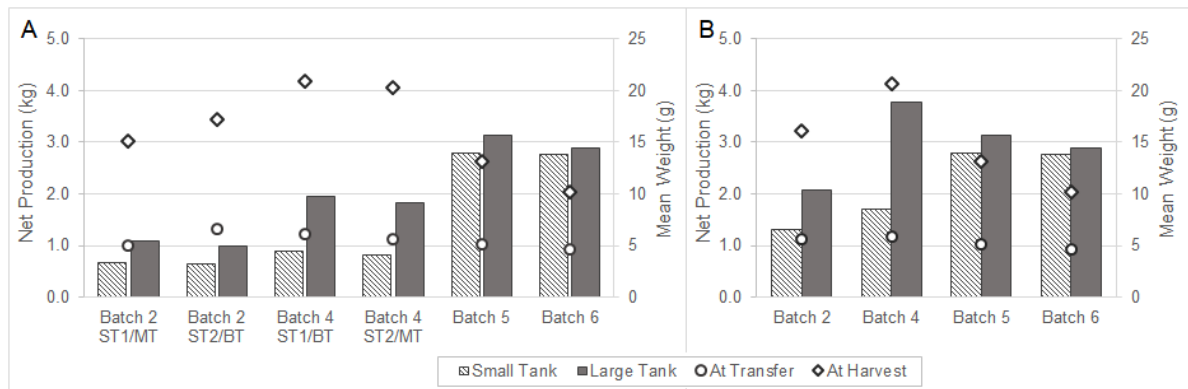 A
5.0
4.0
3.0
2.0
1.0
0.0
Net Production (kg)
25
20
15
10
5
0
Mean Weight (g)
Batch 2 ST1/MT
Batch 2 ST2/BT
Batch 4 ST1/BT
Batch 4 ST2/MT
Batch 5
Batch 6
B
5.0
4.0
3.0
2.0
1.0
0.0
Net Production (kg)
25
20
15
10
5
0
Mean Weight (g)
Batch 2
Batch 4
Batch 5
Batch 6
Small Tank
Large Tank
At Transfer
At Harvest